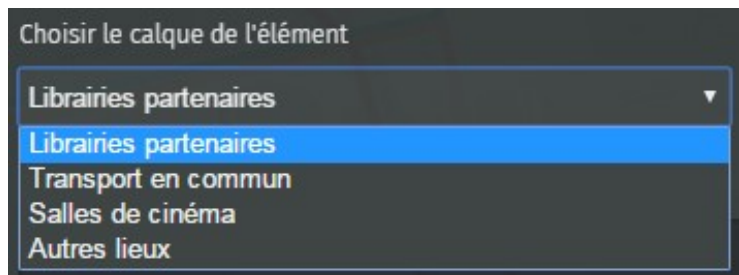 Choisir le calque de l'élément
Librairies partenaires
Librairies partenaires
Transport en commun
Salles de cinéma
Autres lieux